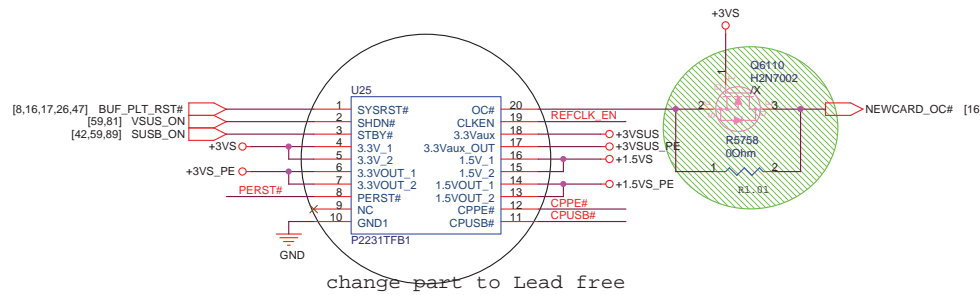 +3VS
Q6110
H2N7002
/X
1
2
3
U25
[8,16,17,26,47] BUF_PLT_RST#
[59,81] VSUS_ON
[42,59,89] SUSB_ON
+3VS
+3VS_PE
PERST#
GND
1 SYSRST# OC# 20
2 SHDN# CLKEN 19 REFCLK_EN
3 STBY# 3.3Vaux 18 +3VSUS
4 3.3V_1 3.3Vaux_OUT 17 +3VSUS_PE
5 3.3V_2 1.5V_1 16 +1.5VS
6 3.3VOUT_1 1.5V_2 15
7 3.3VOUT_2 1.5VOUT_1 14 +1.5VS_PE
8 PERST# 1.5VOUT_2 13
9 NC CPPE# 12 CPPE#
10 GND1 CPUSB# 11 CPUSB#
P2231TFB1
NEWCARD_OC# [16]
R5758
0Ohm
1 2
R1.01
change part to Lead free